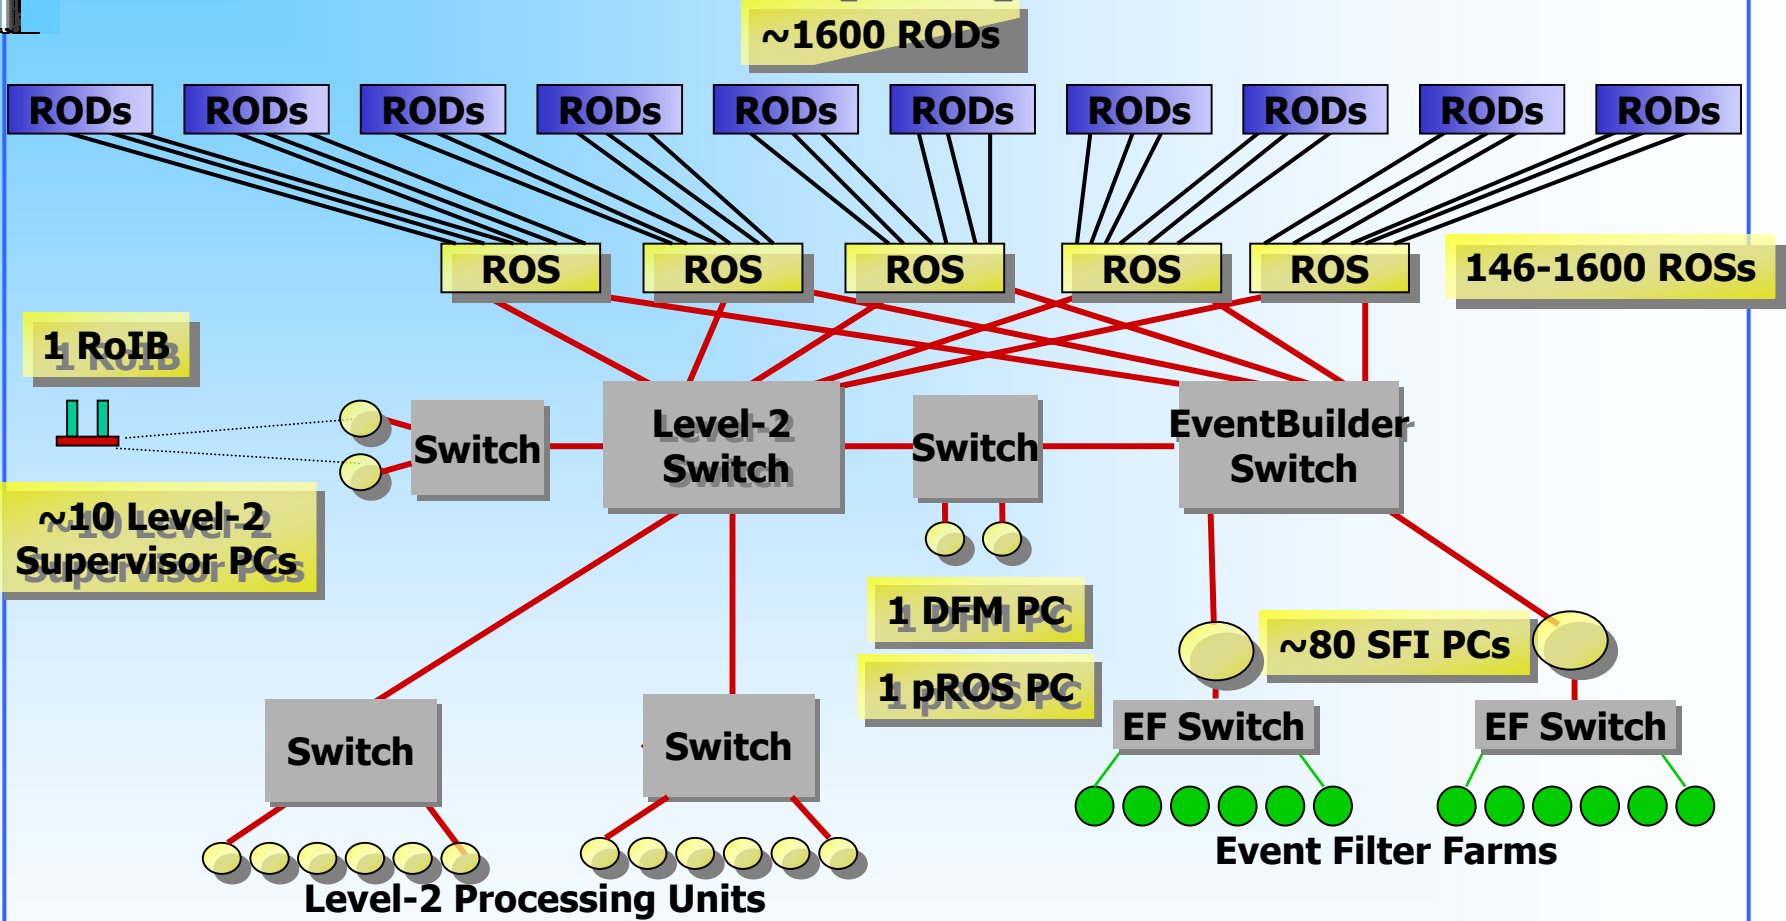 ~1600 RODs
RODs RODs RODs RODs RODs RODs RODs RODs RODs RODs
ROS ROS ROS ROS ROS
146-1600 ROSs
1 RoIB
Switch
Level-2
Switch
Switch
EventBuilder
Switch
~10 Level-2
Supervisor PCs
1 DFM PC
1 pROS PC
~80 SFI PCs
Switch
Switch
EF Switch
EF Switch
Event Filter Farms
Level-2 Processing Units